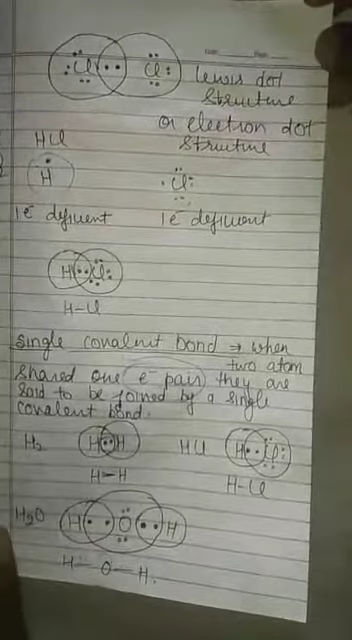 Cl Cl
Lewis dot
Structure
or electron dot
Structure
HCl
H Cl
1e⁻ deficient 1e⁻ deficient
H Cl
H-Cl
Single covalent bond → when
two atom
Shared one e⁻ pair they are
said to be joined by a single
covalent bond.
H₂ H H HCl H Cl
H-H H-Cl
H₂O H O H
H-O-H.